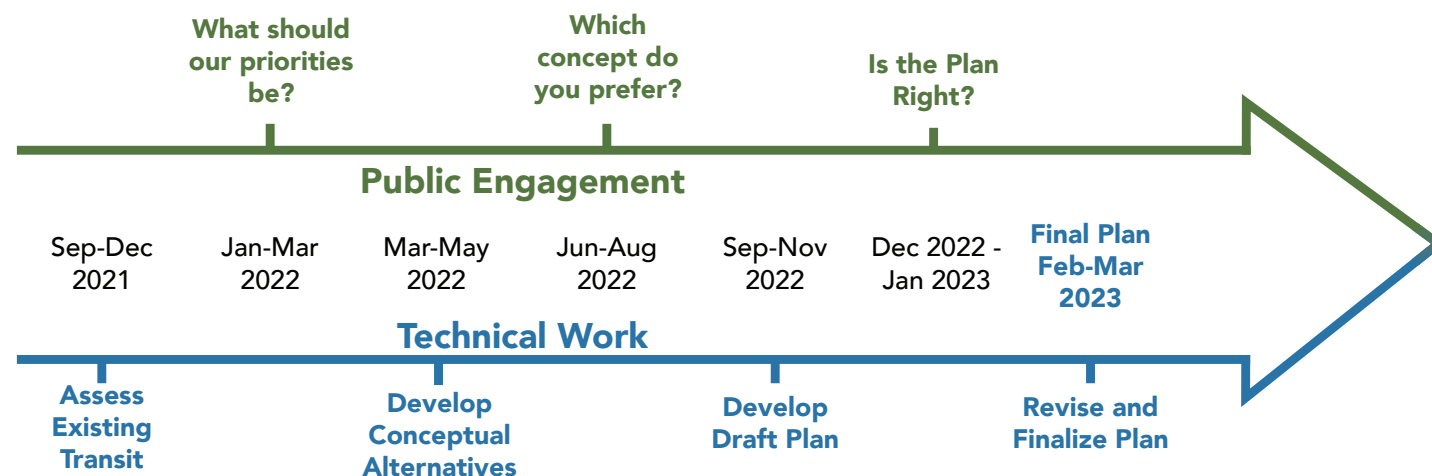 What should
our priorities
be?
Which
concept do
you prefer?
Is the Plan
Right?
Public Engagement
Sep-Dec
2021
Jan-Mar
2022
Mar-May
2022
Jun-Aug
2022
Sep-Nov
2022
Dec 2022 -
Jan 2023
Final Plan
Feb-Mar
2023
Technical Work
Assess
Existing
Transit
Develop
Conceptual
Alternatives
Develop
Draft Plan
Revise and
Finalize Plan